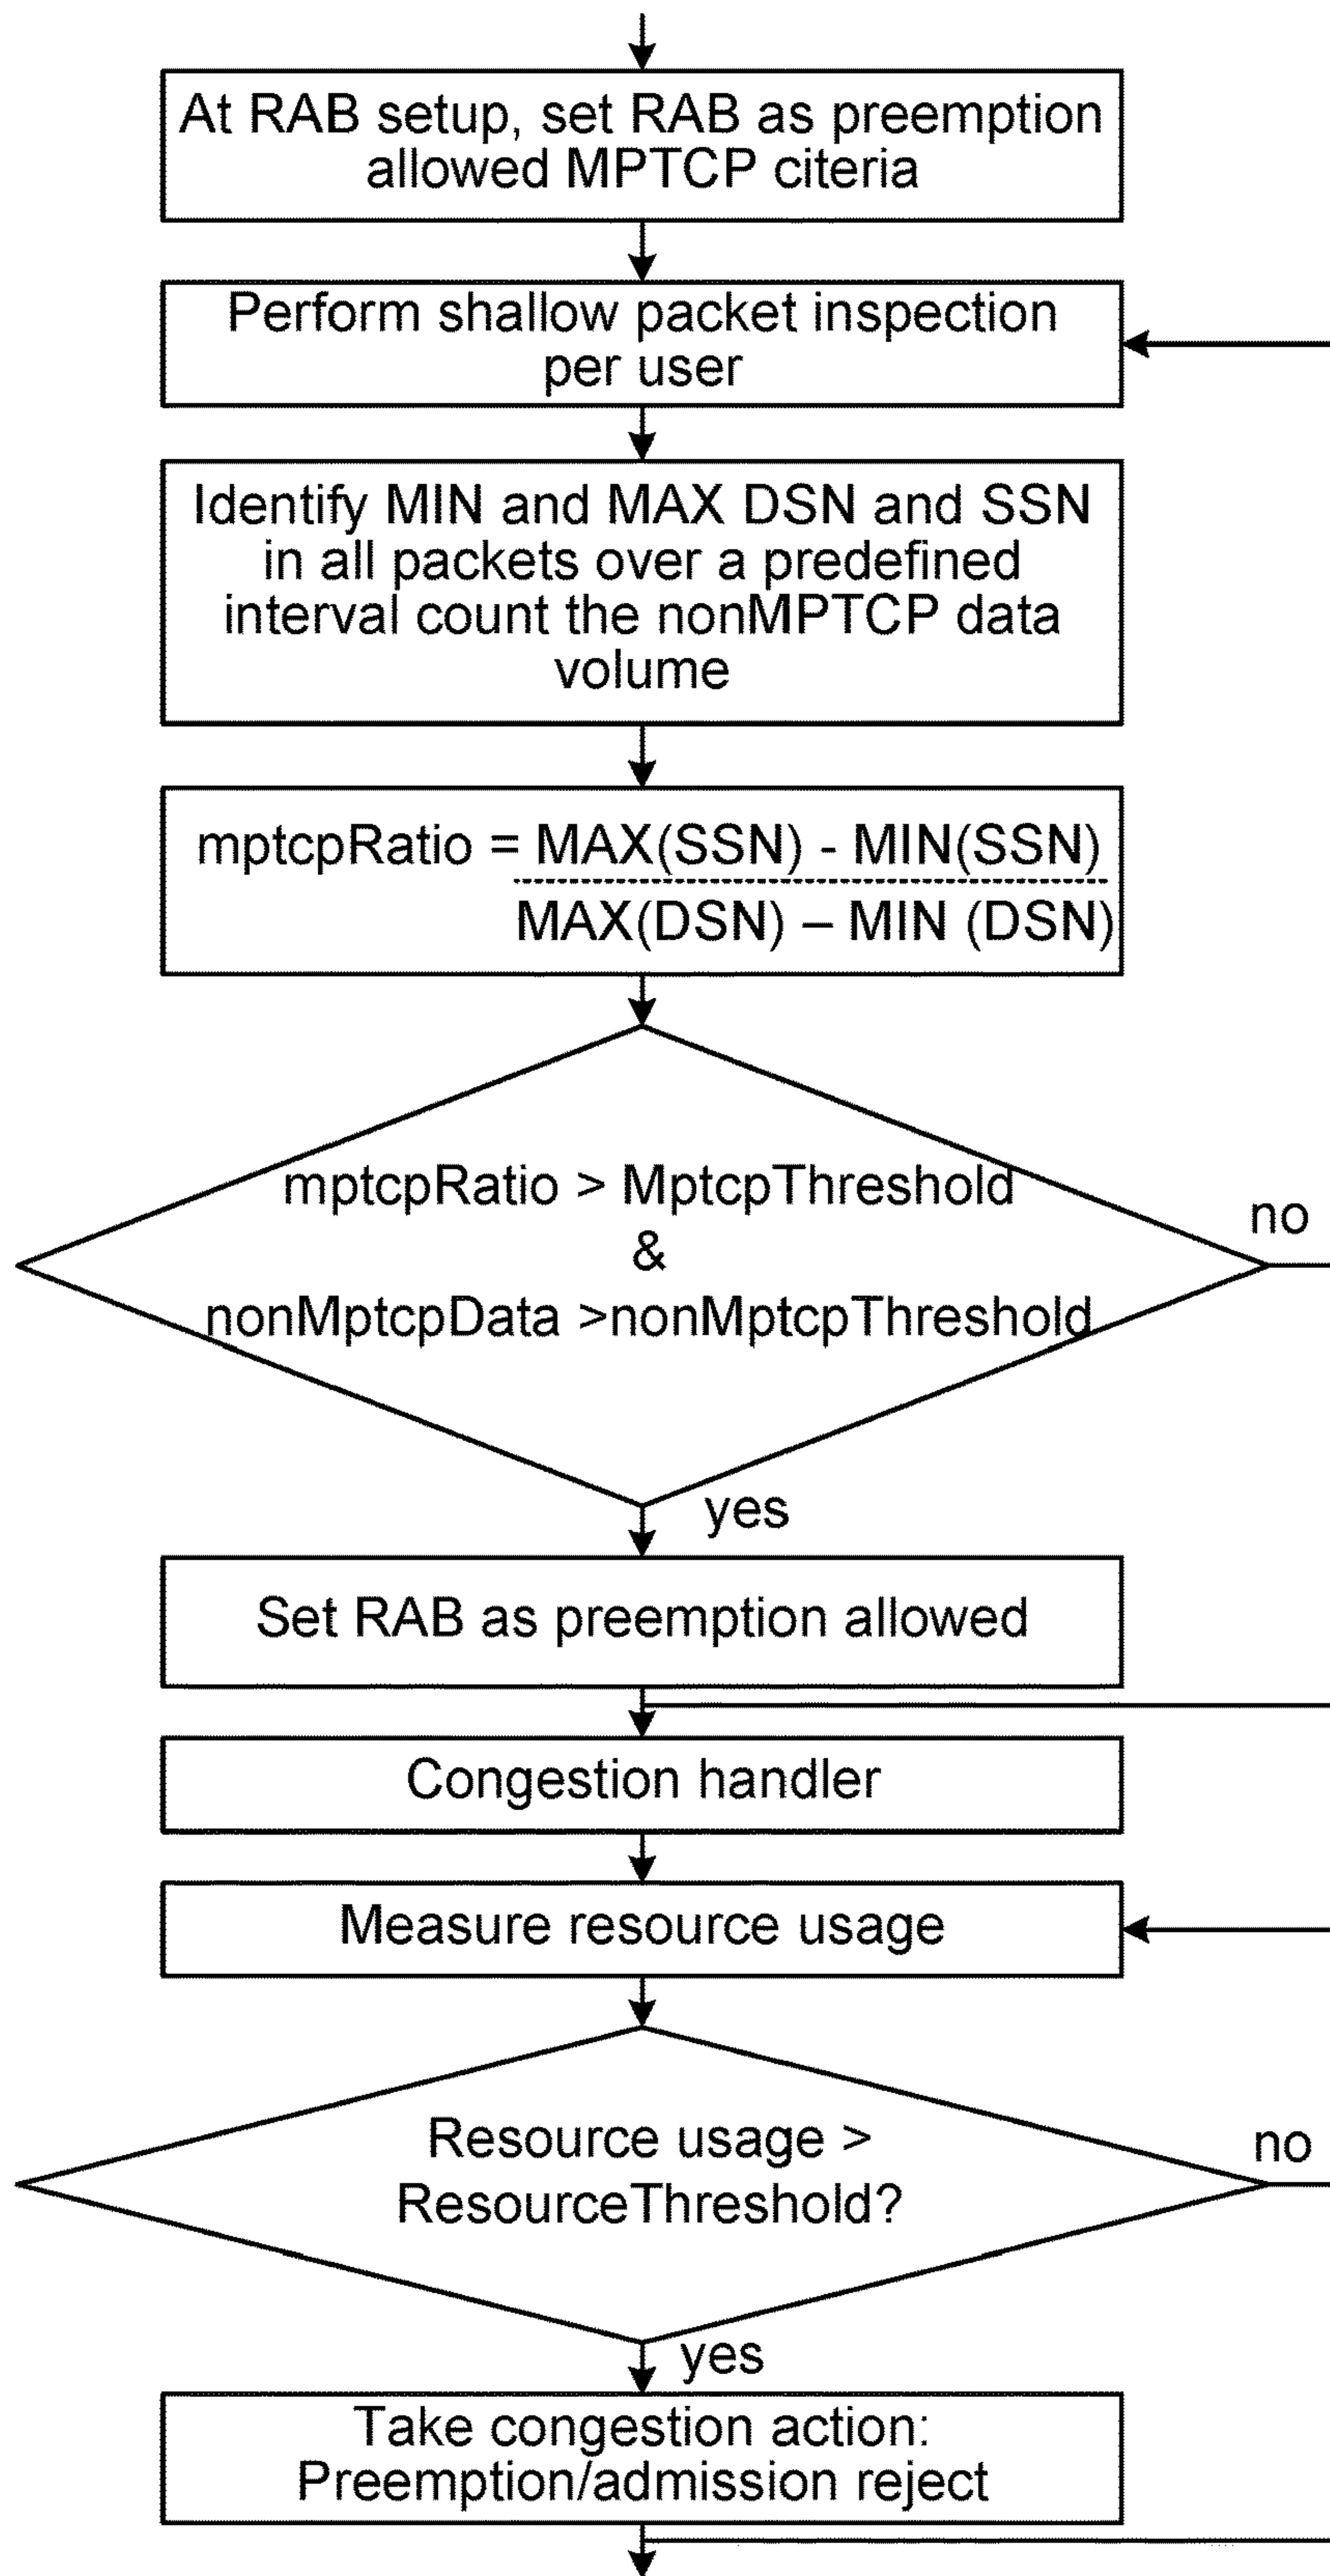 At RAB setup, set RAB as preemption
allowed MPTCP citeria
Perform shallow packet inspection
per user
Identify MIN and MAX DSN and SSN
in all packets over a predefined
interval count the nonMPTCP data
volume
mptcpRatio = MAX(SSN) - MIN(SSN)
MAX(DSN) – MIN (DSN)
mptcpRatio > MptcpThreshold
&
nonMptcpData >nonMptcpThreshold
no
yes
Set RAB as preemption allowed
Congestion handler
Measure resource usage
Resource usage >
ResourceThreshold?
no
yes
Take congestion action:
Preemption/admission reject